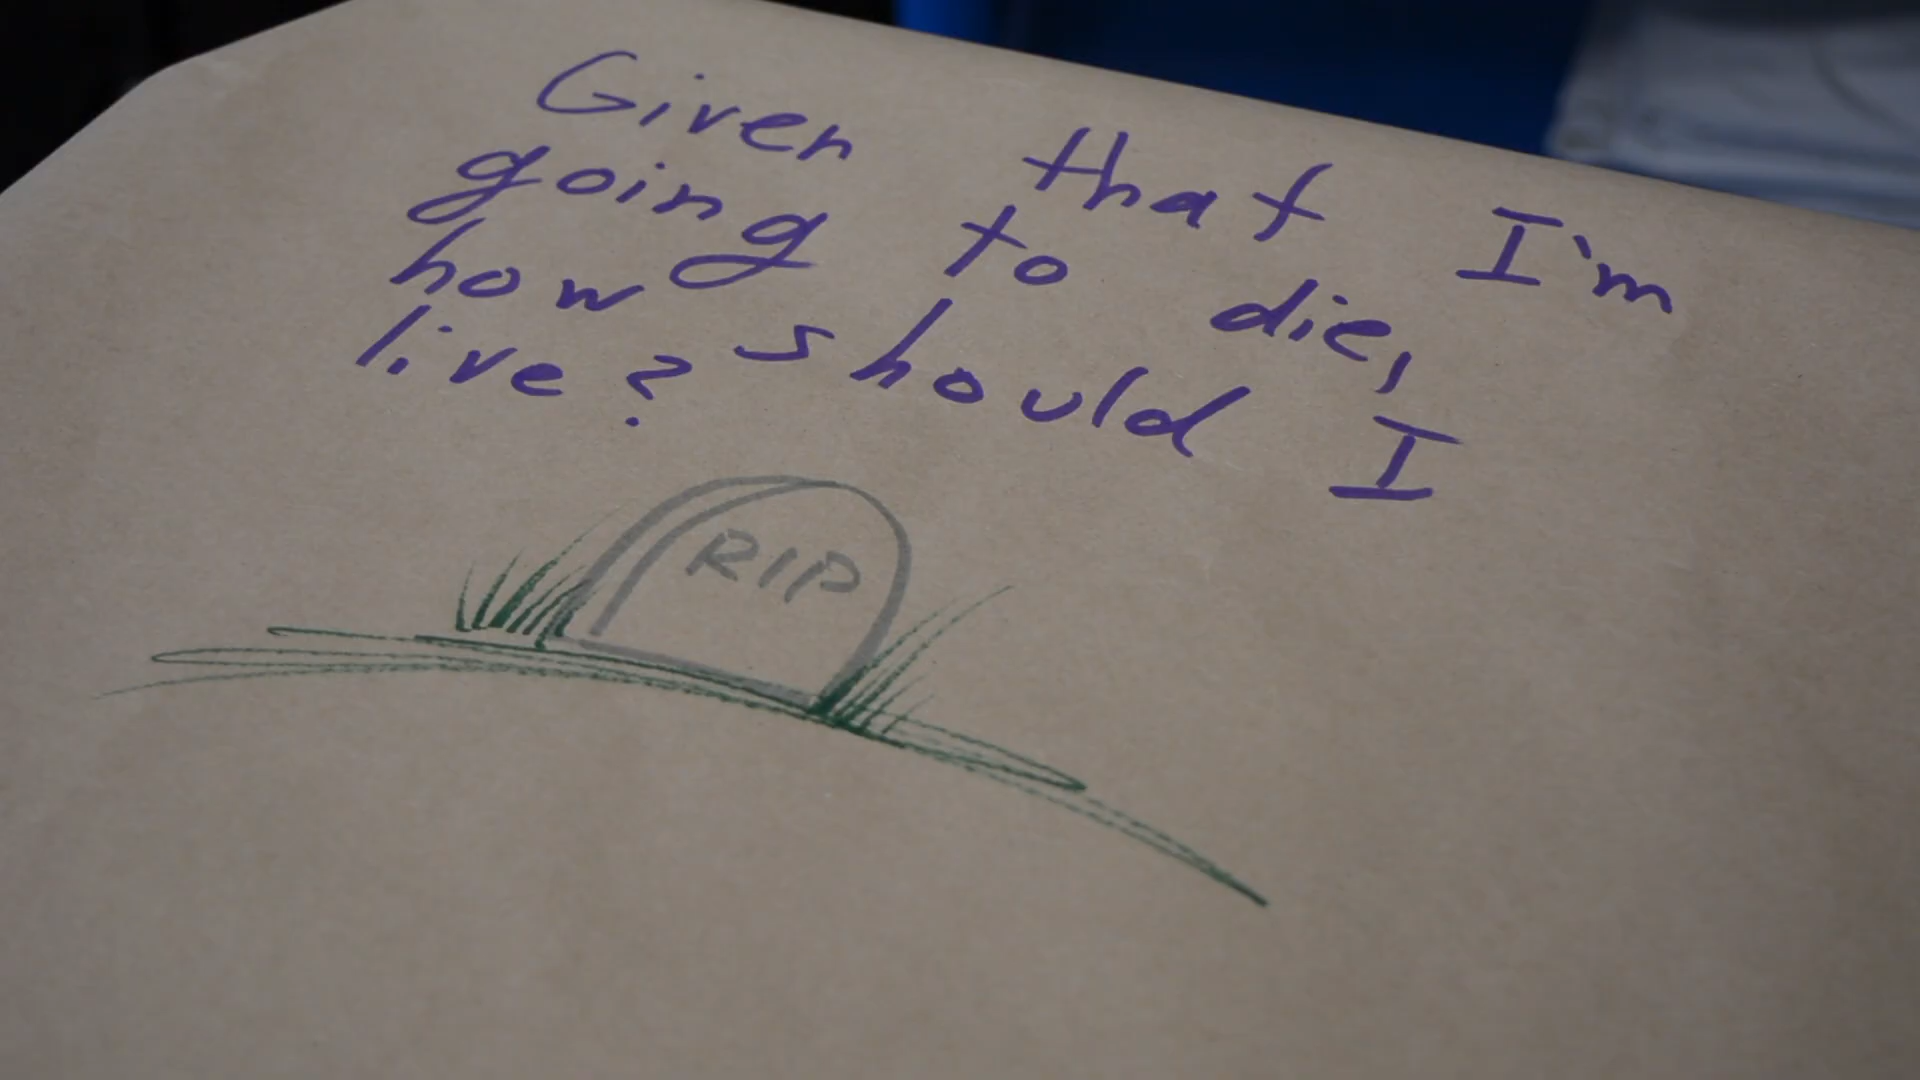 Given that I'm
going to die,
how should I
live?
RIP